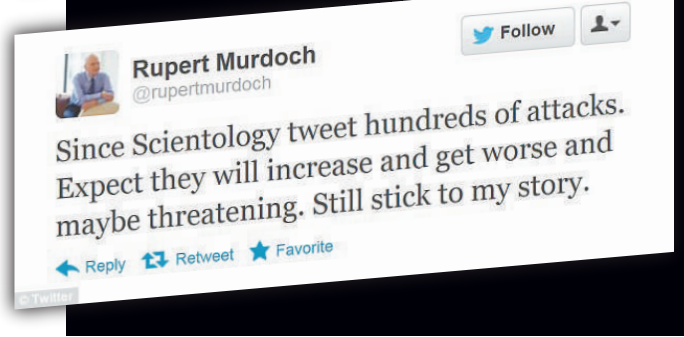 Rupert Murdoch
@rupertmurdoch
Follow
Since Scientology tweet hundreds of attacks.
Expect they will increase and get worse and
maybe threatening. Still stick to my story.
Reply Retweet Favorite
© Twitter